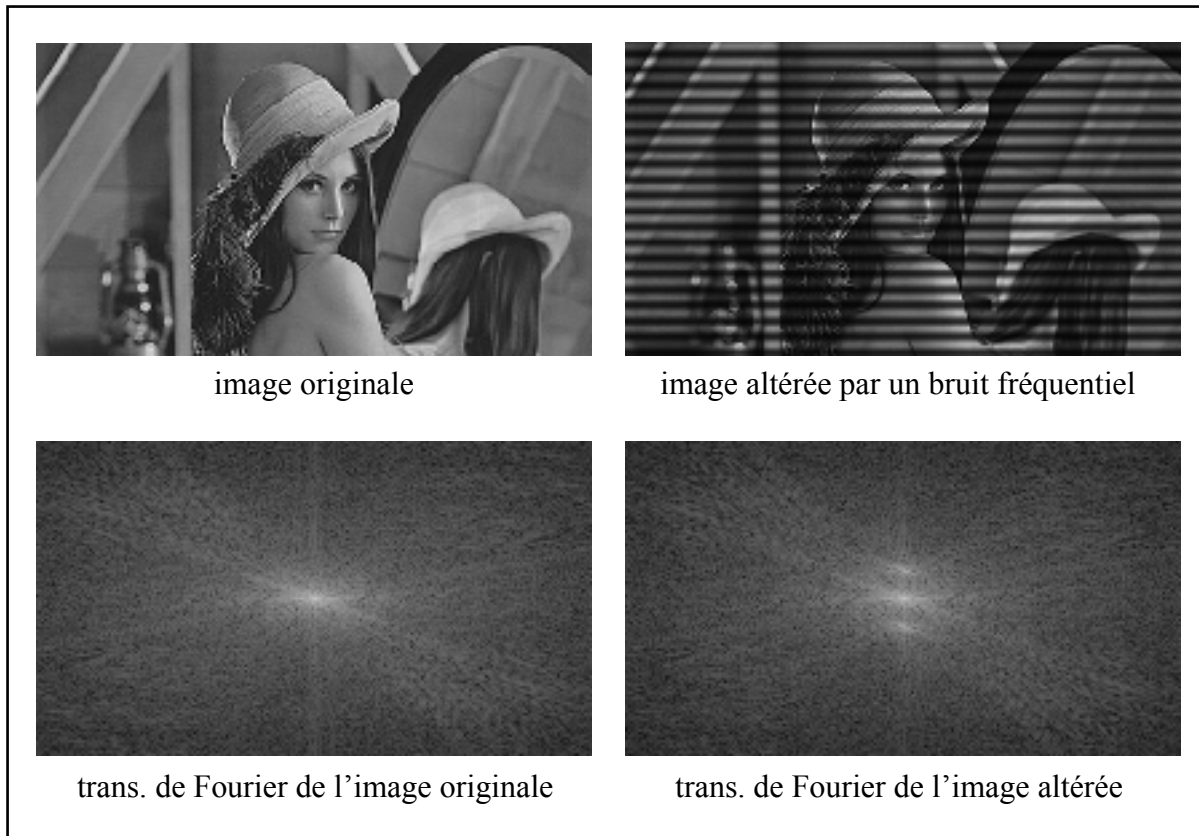 image originale
image altérée par un bruit fréquentiel
trans. de Fourier de l’image originale
trans. de Fourier de l’image altérée